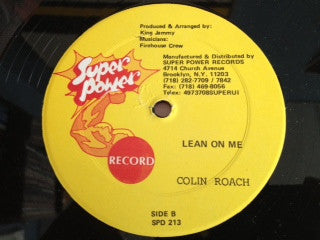 Produced & Arranged by:
King Jammy
Musicians:
Firehouse Crew
Manufactured & Distributed by
SUPER POWER RECORDS
4714 Church Avenue
Brooklyn, N.Y. 11203
(718) 282-7709 / 7842
Fax: (718) 469-8056
Telex: 4973708SUPERUI
Super
Power
RECORD
LEAN ON ME
COLIN ROACH
SIDE B
SPD 213